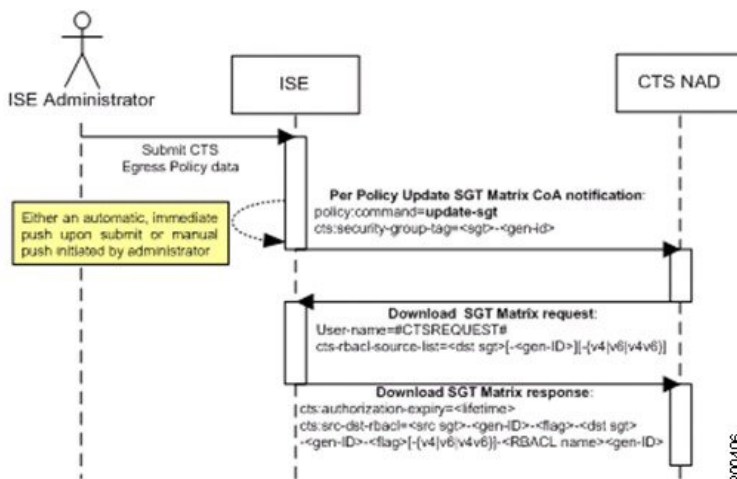 ISE Administrator
ISE
CTS NAD
Submit CTS
Egress Policy data
Either an automatic, immediate
push upon submit or manual
push initiated by administrator
Per Policy Update SGT Matrix CoA notification:
policy:command=update-sgt
cts:security-group-tag=<sgt>-<gen-id>
Download SGT Matrix request:
User-name=#CTSREQUEST#
cts-rbacl-source-list=<dst sgt>[-<gen-ID>][-{v4|v6|v4v6}]
Download SGT Matrix response:
cts:authorization-expiry=<lifetime>
cts:src-dst-rbacl=<src sgt>-<gen-ID>-<flag>-<dst sgt>
-<gen-ID>-<flag>[-{v4|v6|v4v6}]-<RBACL name><gen-ID>